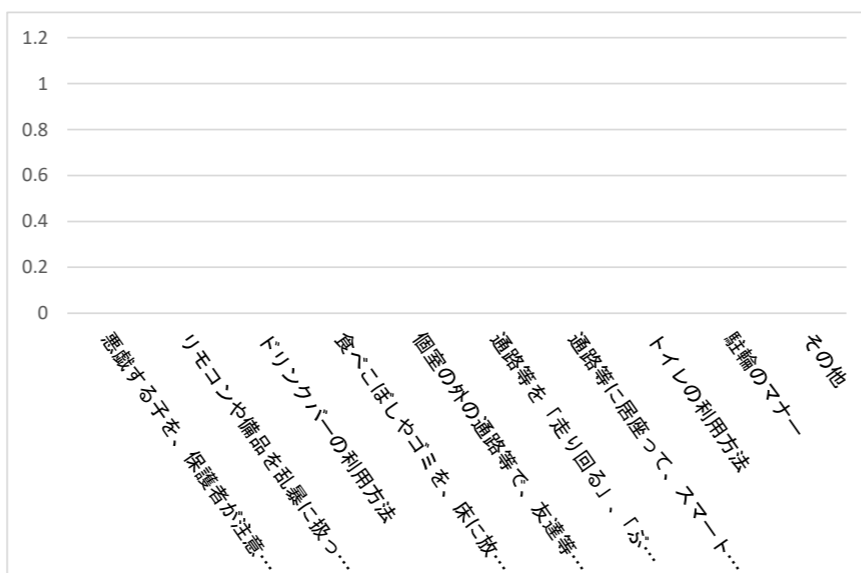 1.2
1
0.8
0.6
0.4
0.2
0
悪戯する子を、保護者が注意…
リモコンや備品を乱暴に扱っ…
ドリンクバーの利用方法
食べこぼしやゴミを、床に放…
個室の外の通路等で、友達等…
通路等を「走り回る」、「ぶ…
通路等に居座って、スマート…
トイレの利用方法
駐輪のマナー
その他